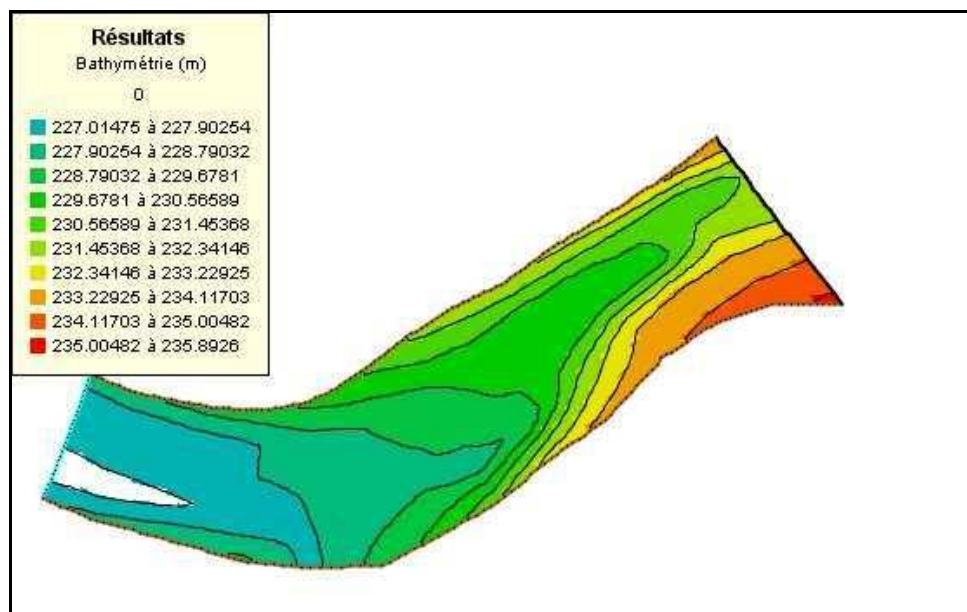 Résultats
Bathymétrie (m)
0
227.01475 à 227.90254
227.90254 à 228.79032
228.79032 à 229.6781
229.6781 à 230.56589
230.56589 à 231.45368
231.45368 à 232.34146
232.34146 à 233.22925
233.22925 à 234.11703
234.11703 à 235.00482
235.00482 à 235.8926